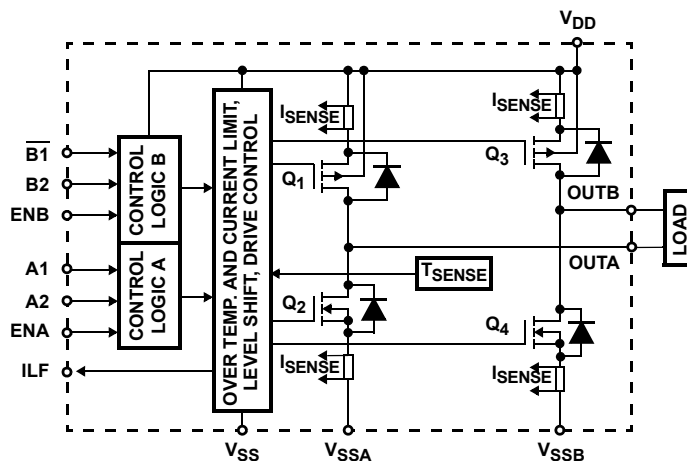 VDD
ISENSE
ISENSE
B1
B2
ENB
CONTROL
LOGIC B
Q1
Q3
OUTB
A1
A2
ENA
CONTROL
LOGIC A
OVER TEMP. AND CURRENT LIMIT,
LEVEL SHIFT, DRIVE CONTROL
TSENSE
OUTA
LOAD
Q2
Q4
ILF
ISENSE
ISENSE
VSS
VSSA
VSSB